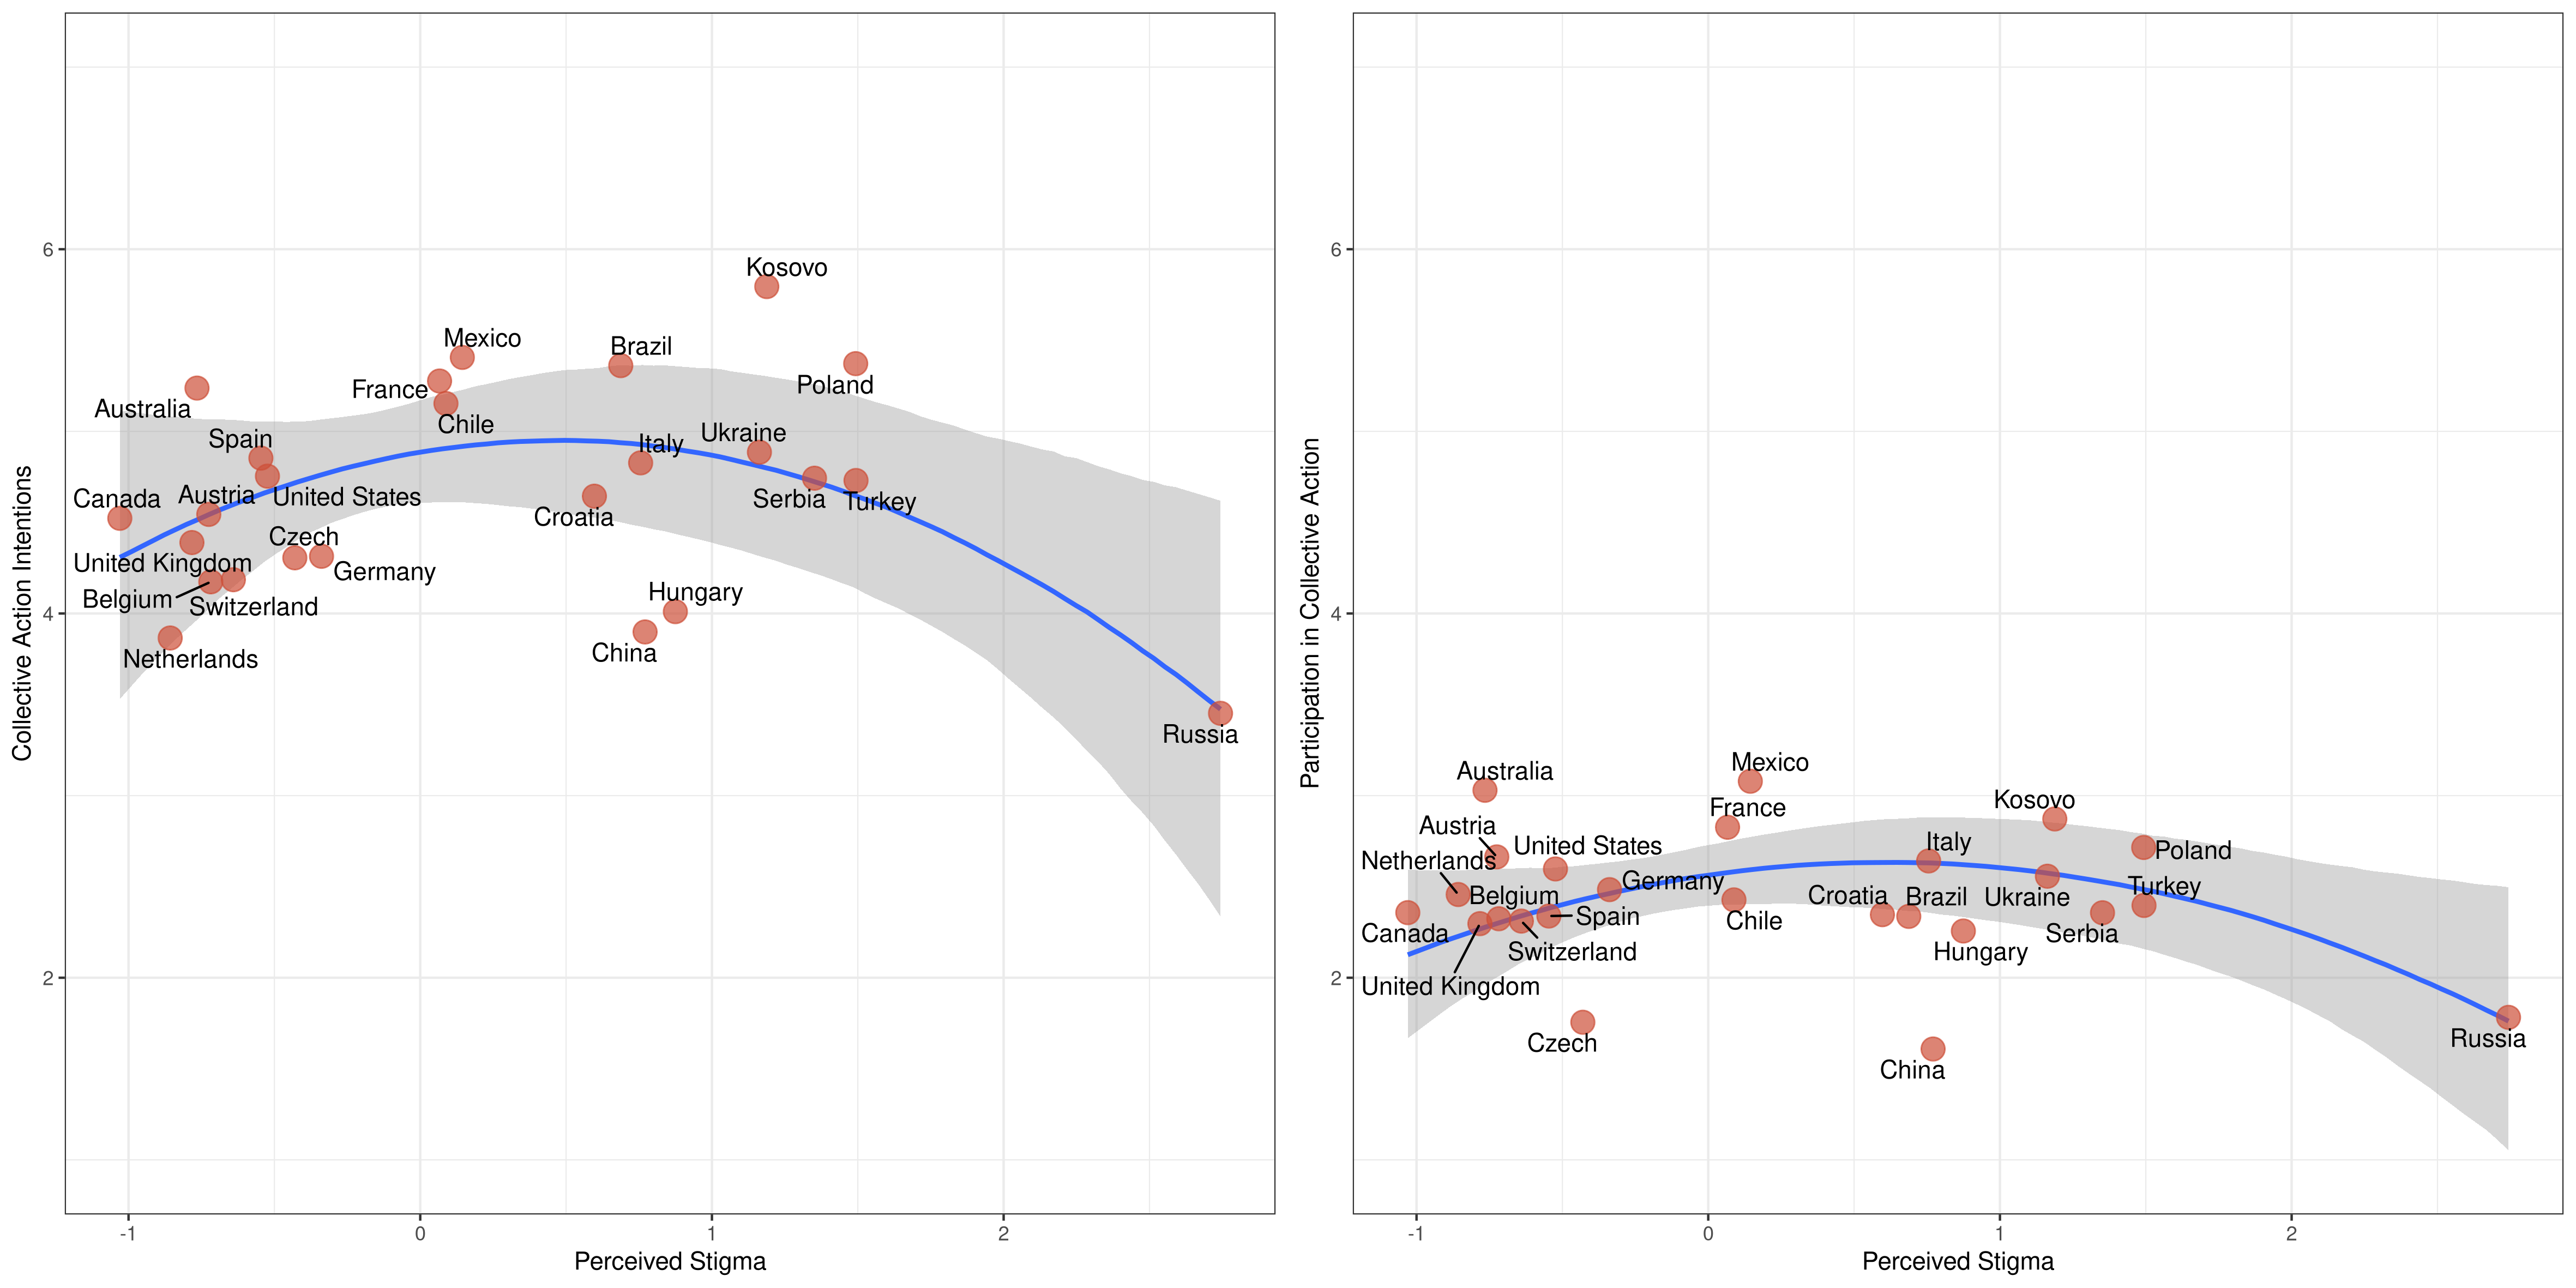 Collective Action Intentions
6
4
2
Kosovo
Mexico
Brazil
Poland
France
Australia
Chile
Ukraine
Spain
Italy
Canada
Austria
United States
Serbia
Turkey
Croatia
Czech
United Kingdom
Germany
Hungary
Belgium
Switzerland
China
Netherlands
Russia
-1
0
1
2
Perceived Stigma
Participation in Collective Action
6
4
2
Mexico
Australia
Kosovo
France
Austria
Italy
United States
Poland
Netherlands
Germany
Turkey
Belgium
Croatia
Brazil
Ukraine
Spain
Chile
Canada
Serbia
Switzerland
Hungary
United Kingdom
Russia
Czech
China
-1
0
1
2
Perceived Stigma